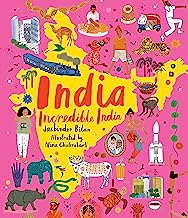 India
Incredible India
Jasbinder Bilan
Illustrated by
Nina Chakrabarti